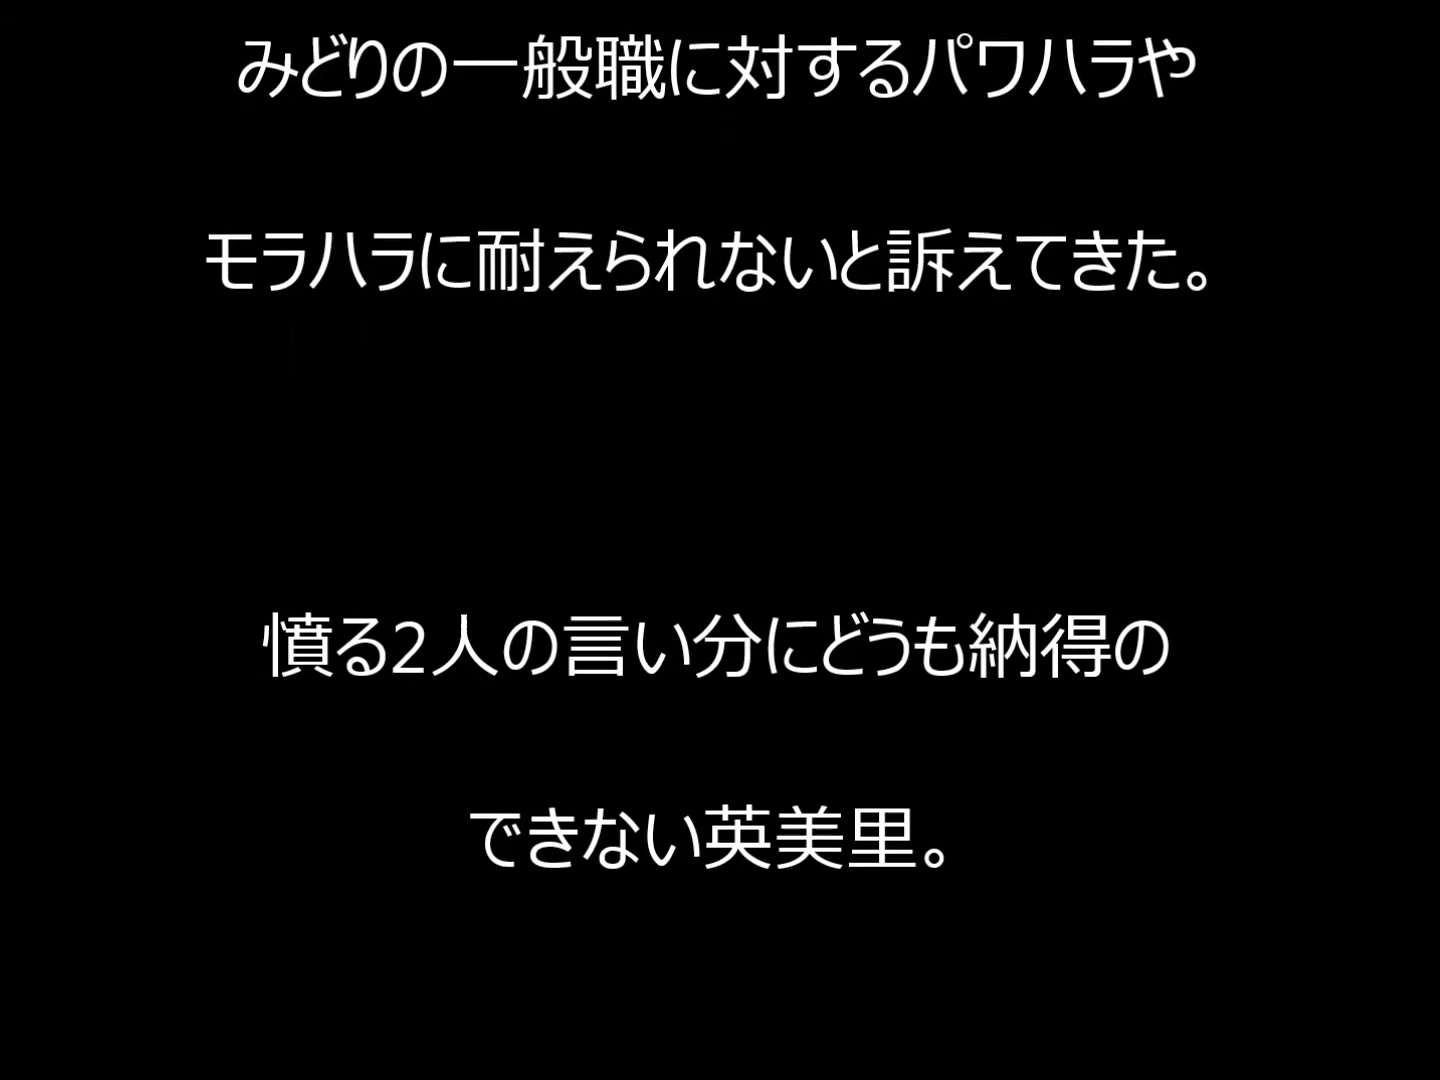 みどりの一般職に対するパワハラや
モラハラに耐えられないと訴えてきた。
憤る2人の言い分にどうも納得の
できない英美里。